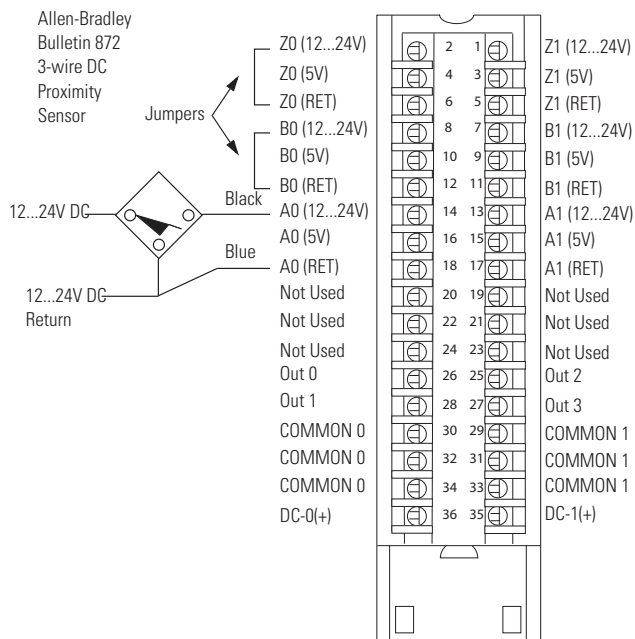 Allen-Bradley
Bulletin 872
3-wire DC
Proximity
Sensor
Jumpers
12...24V DC
Black
Blue
12...24V DC
Return
Z0 (12...24V) 2 1 Z1 (12...24V)
Z0 (5V) 4 3 Z1 (5V)
Z0 (RET) 6 5 Z1 (RET)
B0 (12...24V) 8 7 B1 (12...24V)
B0 (5V) 10 9 B1 (5V)
B0 (RET) 12 11 B1 (RET)
A0 (12...24V) 14 13 A1 (12...24V)
A0 (5V) 16 15 A1 (5V)
A0 (RET) 18 17 A1 (RET)
Not Used 20 19 Not Used
Not Used 22 21 Not Used
Not Used 24 23 Not Used
Out 0 26 25 Out 2
Out 1 28 27 Out 3
COMMON 0 30 29 COMMON 1
COMMON 0 32 31 COMMON 1
COMMON 0 34 33 COMMON 1
DC-0(+) 36 35 DC-1(+)